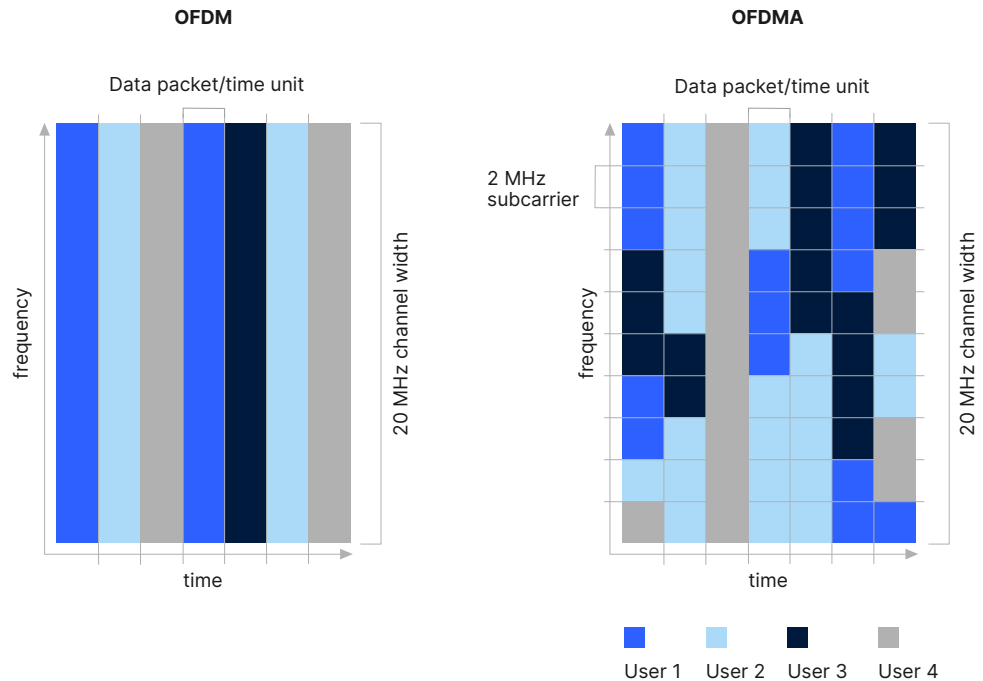 OFDM
Data packet/time unit
frequency
20 MHz channel width
time
OFDMA
Data packet/time unit
2 MHz
subcarrier
frequency
20 MHz channel width
time
User 1
User 2
User 3
User 4